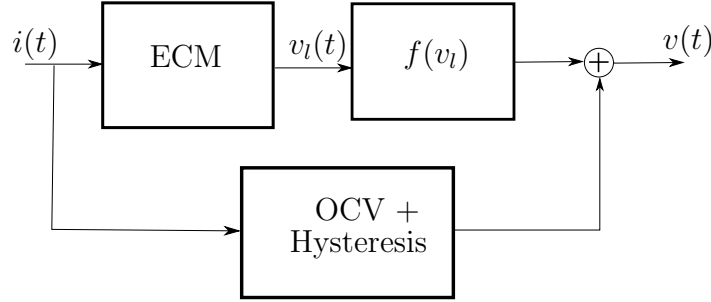 i(t)
ECM
v_l(t)
f(v_l)
+
v(t)
OCV +
Hysteresis